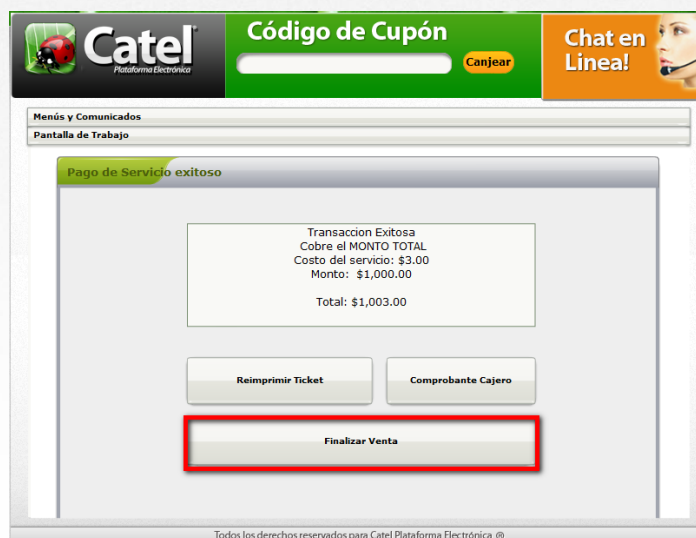 Catel
Plataforma Electrónica
Código de Cupón
Canjear
Chat en
Linea!
Menús y Comunicados
Pantalla de Trabajo
Pago de Servicio exitoso
Transaccion Exitosa
Cobre el MONTO TOTAL
Costo del servicio: $3.00
Monto: $1,000.00
Total: $1,003.00
Reimprimir Ticket
Comprobante Cajero
Finalizar Venta
Todos los derechos reservados para Catel Plataforma Electrónica ®